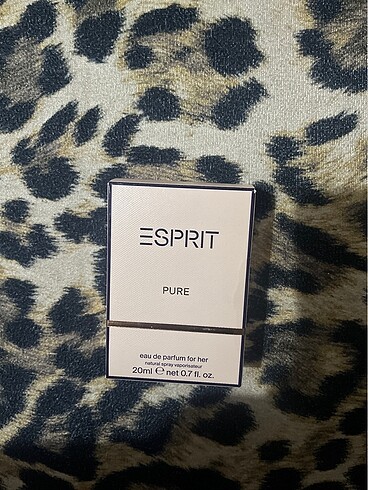 ESPRIT
PURE
eau de parfum for her
natural spray vaporisateur
20ml ℮ net 0.7 fl. oz.